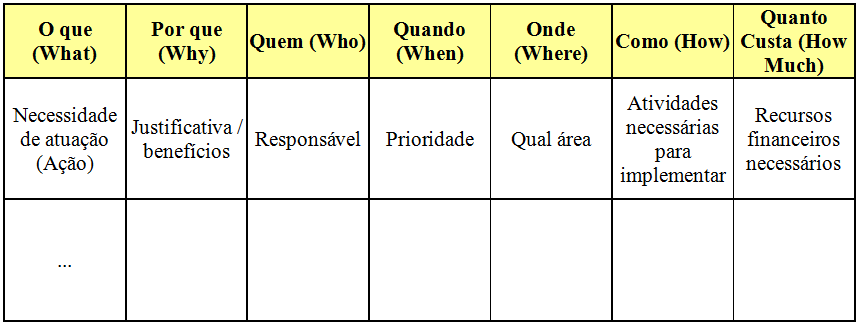 O que
(What)
Por que
(Why)
Quem (Who)
Quando
(When)
Onde
(Where)
Como (How)
Quanto
Custa (How
Much)
Necessidade
de atuação
(Ação)
Justificativa /
benefícios
Responsável
Prioridade
Qual área
Atividades
necessárias
para
implementar
Recursos
financeiros
necessários
...